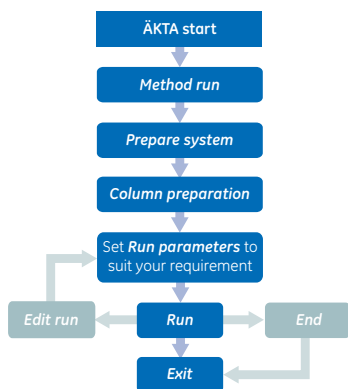 ÄKTA start
Method run
Prepare system
Column preparation
Set Run parameters to
suit your requirement
Edit run
Run
End
Exit